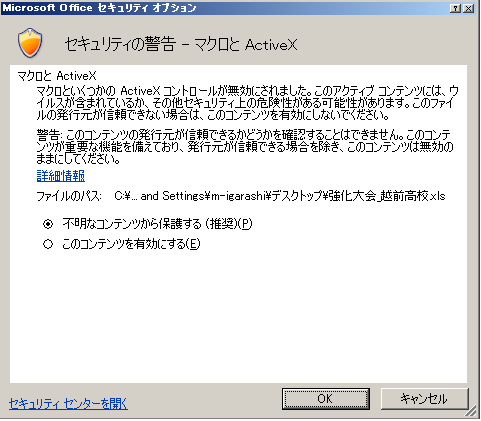 Microsoft Office セキュリティ オプション
セキュリティの警告 - マクロと ActiveX
マクロと ActiveX
マクロといくつかの ActiveX コントロールが無効にされました。このアクティブ コンテンツには、ウ
イルスが含まれているか、その他セキュリティ上の危険性がある可能性があります。このファイ
ルの発行元が信頼できない場合は、このコンテンツを有効にしないでください。
警告: このコンテンツの発行元が信頼できるかどうかを確認することはできません。このコンテ
ンツが重要な機能を備えており、発行元が信頼できる場合を除き、このコンテンツは無効の
ままにしてください。
詳細情報
ファイルのパス: C:¥... and Settings¥m-igarashi¥デスクトップ¥強化大会_越前高校.xls
不明なコンテンツから保護する (推奨)(P)
このコンテンツを有効にする(E)
セキュリティ センターを開く
OK
キャンセル